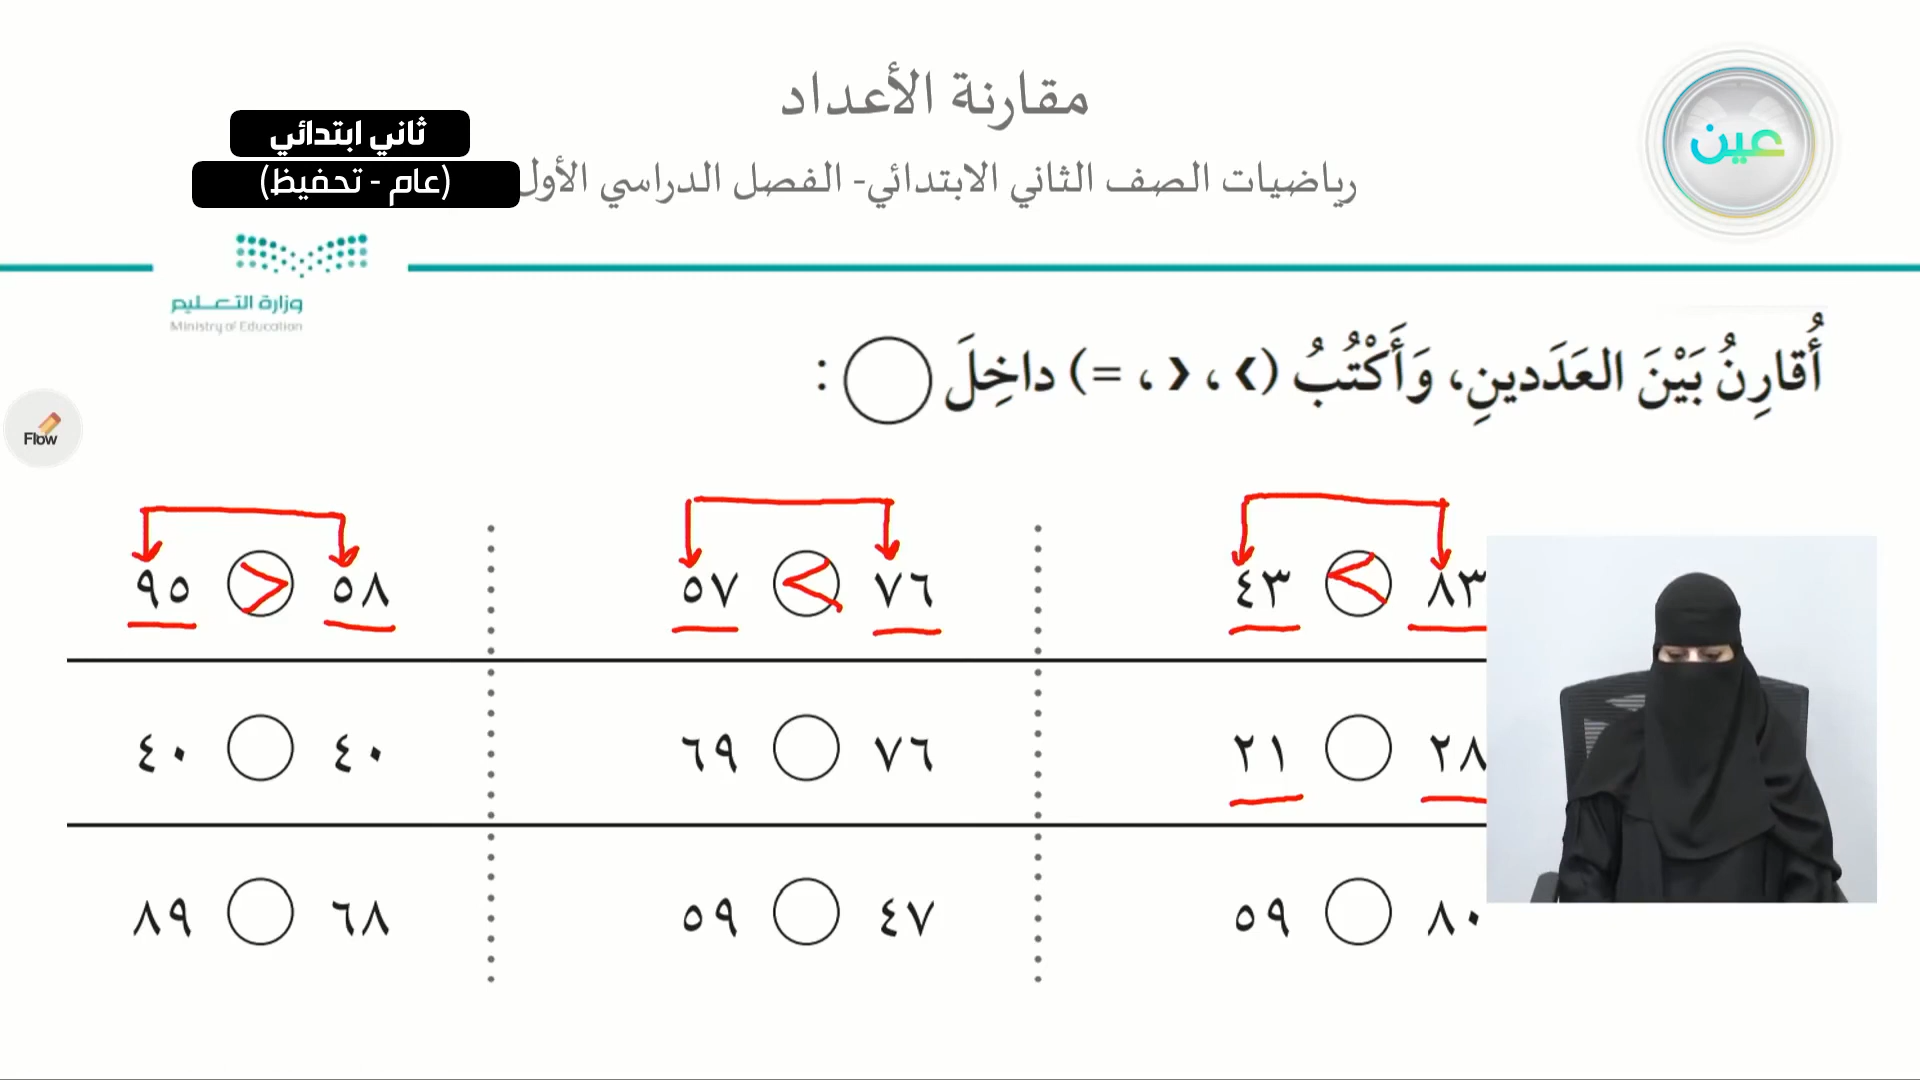 مقارنة الأعداد
رياضيات الصف الثاني الابتدائي- الفصل الدراسي الأول
ثاني ابتدائي
(عام - تحفيظ)
عين
وزارة التعليم
Ministry of Education
أُقارِنُ بَيْنَ العَدَدينِ، وَأَكْتُبُ (> ، < ، =) داخِلَ ○ :
Flow
٨٣ > ٤٣
٧٦ > ٥٧
٥٨ < ٩٥
٢٨ ○ ٢١
٧٦ ○ ٦٩
٤٠ ○ ٤٠
٨٠ ○ ٥٩
٤٧ ○ ٥٩
٦٨ ○ ٨٩